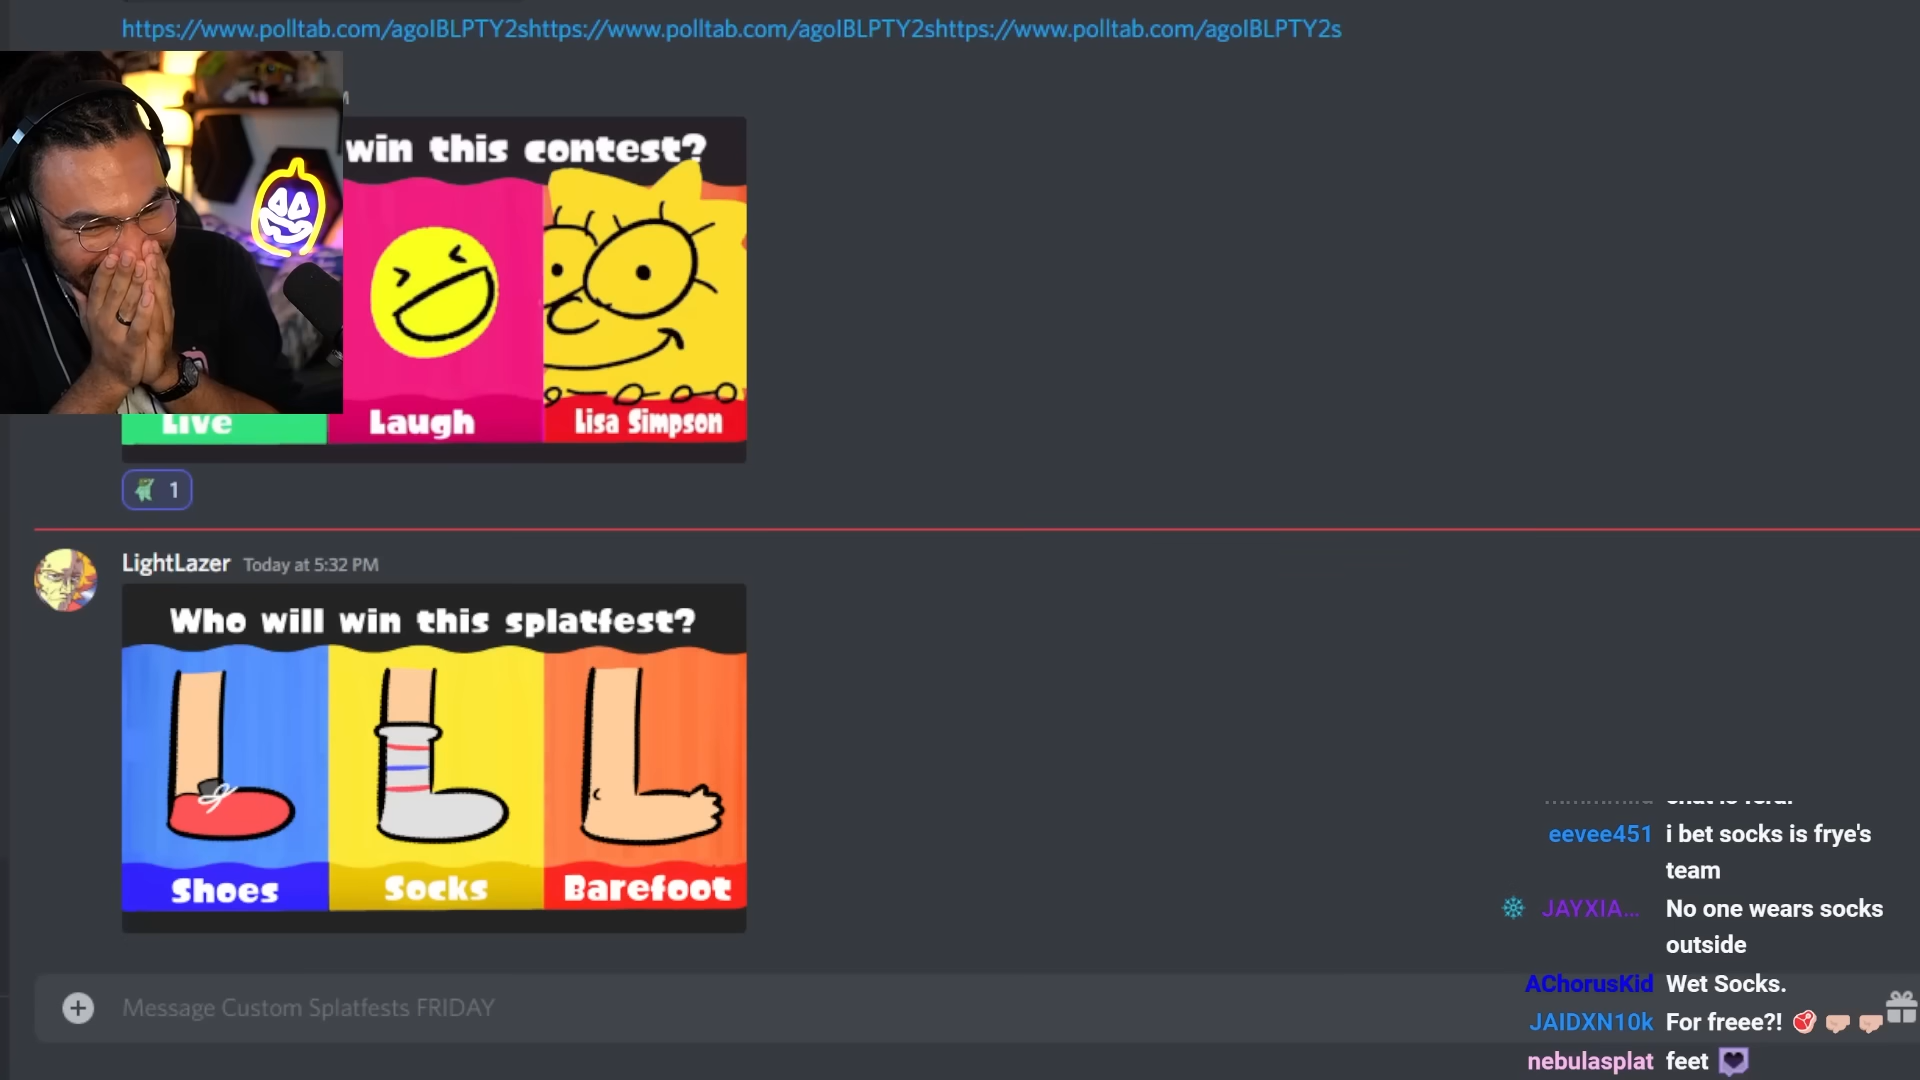 https://www.polltab.com/agoIBLPTY2shttps://www.polltab.com/agoIBLPTY2shttps://www.polltab.com/agoIBLPTY2s
win this contest?
Live
Laugh
Lisa Simpson
1
LightLazer Today at 5:32 PM
Who will win this splatfest?
Shoes
Socks
Barefoot
Message Custom Splatfests FRIDAY
eevee451 i bet socks is frye's
team
JAYXIA... No one wears socks
outside
AChorusKid Wet Socks.
JAIDXN10k For freee?!
nebulasplat feet